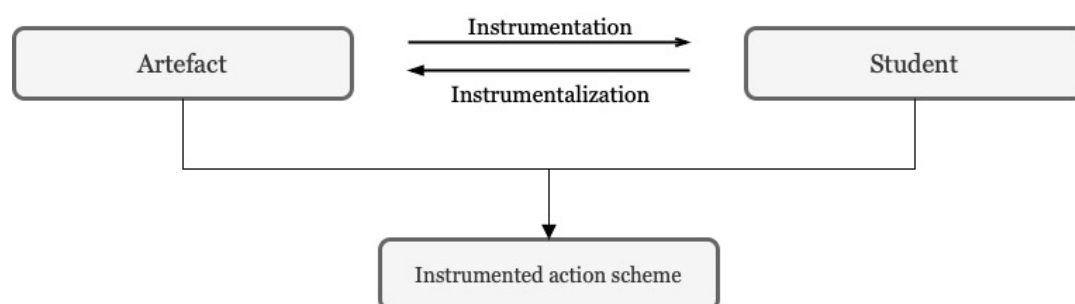 Instrumentation
Artefact
Student
Instrumentalization
Instrumented action scheme